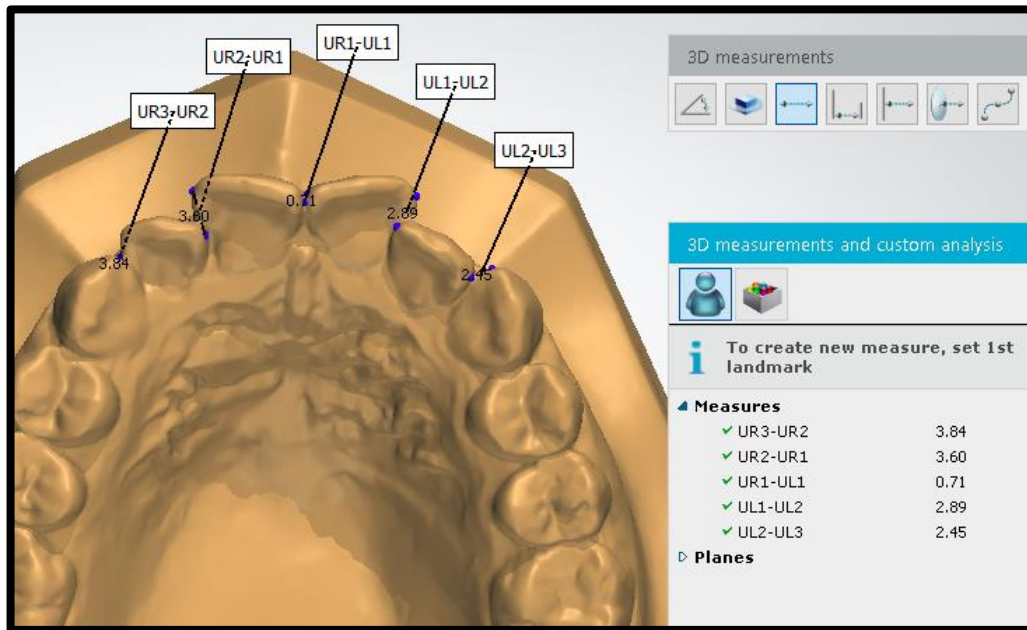 UR1-UL1
UR2-UR1
UL1-UL2
UR3-UR2
UL2-UL3
0.71
3.60
2.89
3.84
2.45
3D measurements
3D measurements and custom analysis
To create new measure, set 1st
landmark
Measures
UR3-UR2 3.84
UR2-UR1 3.60
UR1-UL1 0.71
UL1-UL2 2.89
UL2-UL3 2.45
Planes